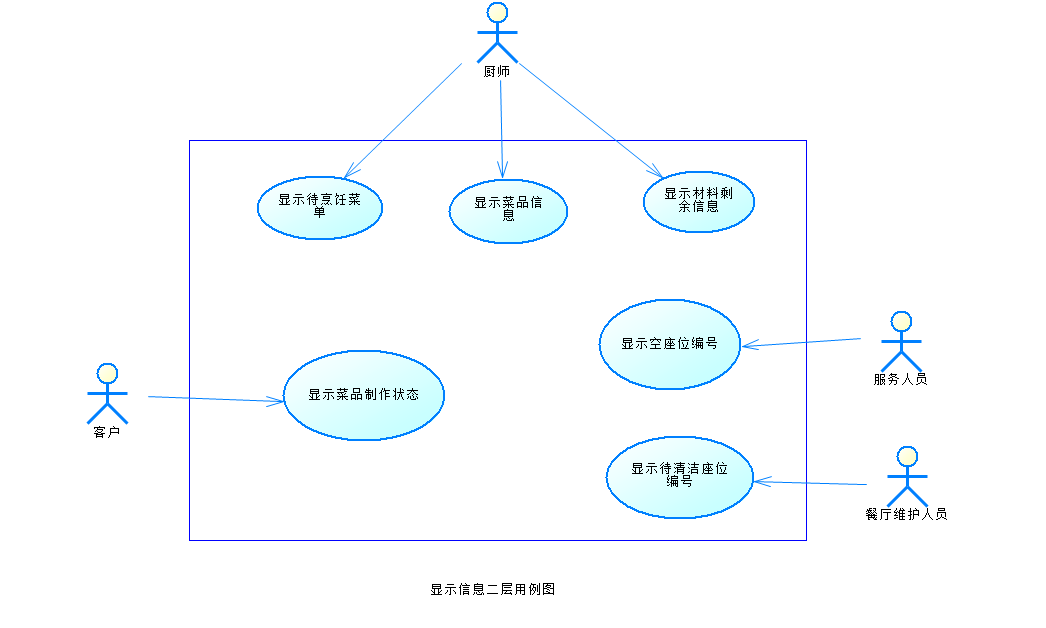 厨师
显示待烹饪菜
单
显示菜品信
息
显示材料剩
余信息
显示空座位编号
服务人员
显示菜品制作状态
客户
显示待清洁座位
编号
餐厅维护人员
显示信息二层用例图